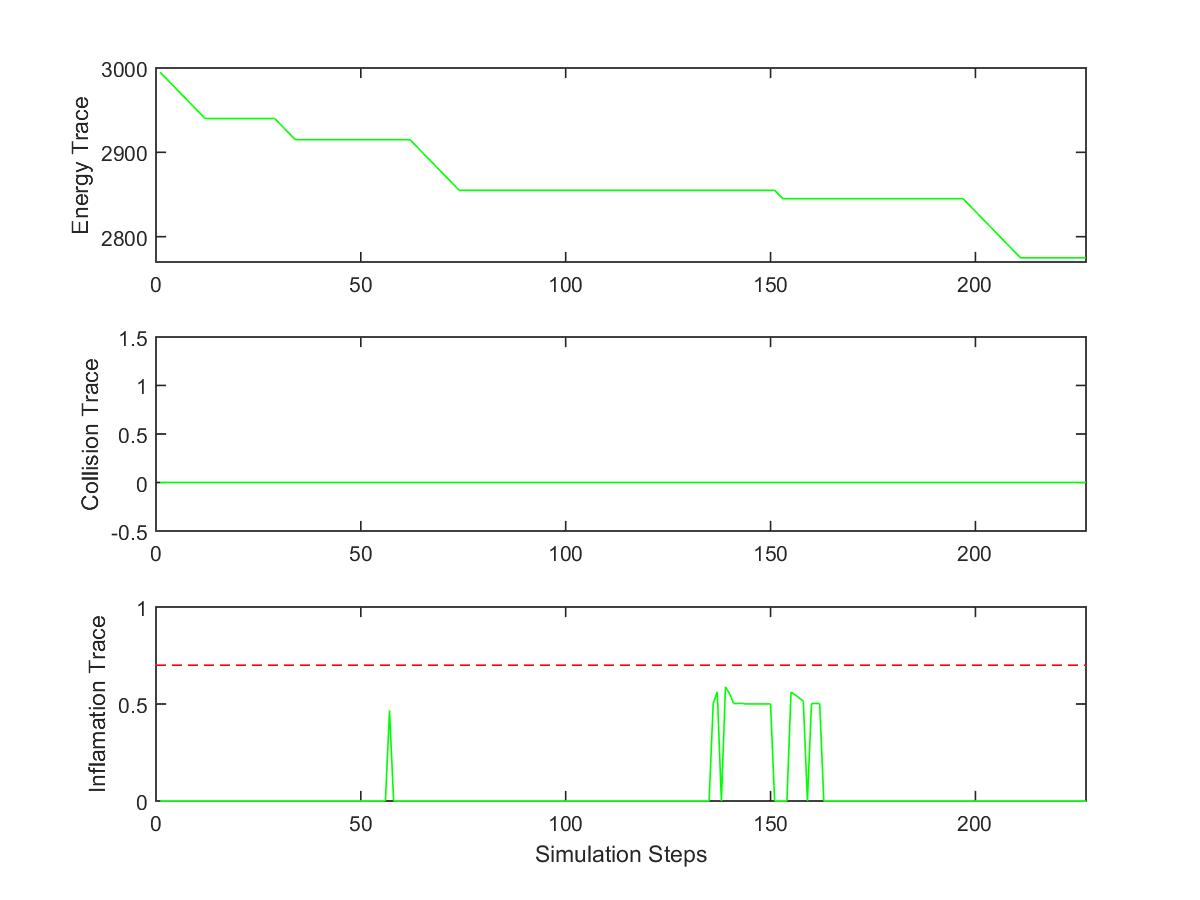 3000
2900
2800
Energy Trace
0 50 100 150 200
1.5
1
0.5
0
-0.5
Collision Trace
0 50 100 150 200
1
0.5
0
Inflamation Trace
0 50 100 150 200
Simulation Steps